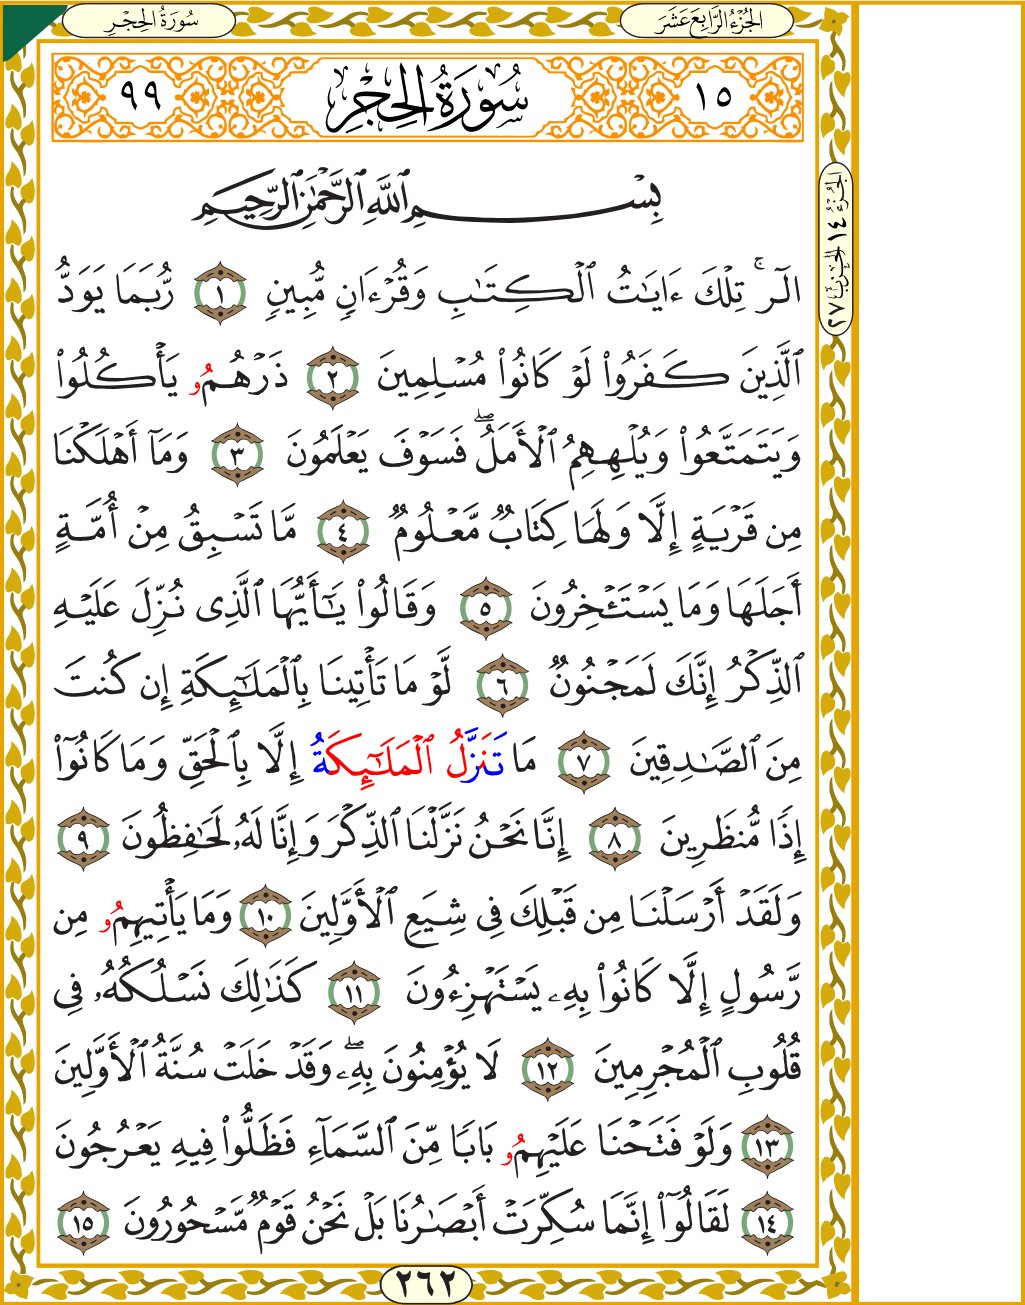 سُورَةُ الحِجْرِ
الجُزْءُ الرَّابِعَ عَشَرَ
٩٩
سُورَةُ الحِجْرِ
١٥
الجُزْءُ ١٤ الحِزْبُ ٢٧
بِسْمِ ٱللَّهِ ٱلرَّحْمَٰنِ ٱلرَّحِيمِ
الٓرۚ تِلْكَ ءَايَٰتُ ٱلْكِتَٰبِ وَقُرْءَانٍ مُّبِينٍ ١ رُّبَمَا يَوَدُّ
ٱلَّذِينَ كَفَرُوا۟ لَوْ كَانُوا۟ مُسْلِمِينَ ٢ ذَرْهُمُو يَأْكُلُوا۟
وَيَتَمَتَّعُوا۟ وَيُلْهِهِمُ ٱلْأَمَلُۖ فَسَوْفَ يَعْلَمُونَ ٣ وَمَآ أَهْلَكْنَا
مِن قَرْيَةٍ إِلَّا وَلَهَا كِتَابٌ مَّعْلُومٌ ٤ مَّا تَسْبِقُ مِنْ أُمَّةٍ
أَجَلَهَا وَمَا يَسْتَـْٔخِرُونَ ٥ وَقَالُوا۟ يَٰٓأَيُّهَا ٱلَّذِى نُزِّلَ عَلَيْهِ
ٱلذِّكْرُ إِنَّكَ لَمَجْنُونٌ ٦ لَّوْ مَا تَأْتِينَا بِٱلْمَلَٰٓئِكَةِ إِن كُنتَ
مِنَ ٱلصَّٰدِقِينَ ٧ مَا تَنَزَّلُ ٱلْمَلَٰٓئِكَةُ إِلَّا بِٱلْحَقِّ وَمَا كَانُوٓا۟
إِذًا مُّنظَرِينَ ٨ إِنَّا نَحْنُ نَزَّلْنَا ٱلذِّكْرَ وَإِنَّا لَهُۥ لَحَٰفِظُونَ ٩
وَلَقَدْ أَرْسَلْنَا مِن قَبْلِكَ فِى شِيَعِ ٱلْأَوَّلِينَ ١٠ وَمَا يَأْتِيهِمُو مِن
رَّسُولٍ إِلَّا كَانُوا۟ بِهِۦ يَسْتَهْزِءُونَ ١١ كَذَٰلِكَ نَسْلُكُهُۥ فِى
قُلُوبِ ٱلْمُجْرِمِينَ ١٢ لَا يُؤْمِنُونَ بِهِۦۖ وَقَدْ خَلَتْ سُنَّةُ ٱلْأَوَّلِينَ
١٣ وَلَوْ فَتَحْنَا عَلَيْهِمُو بَابًا مِّنَ ٱلسَّمَآءِ فَظَلُّوا۟ فِيهِ يَعْرُجُونَ
١٤ لَقَالُوٓا۟ إِنَّمَا سُكِّرَتْ أَبْصَٰرُنَا بَلْ نَحْنُ قَوْمٌ مَّسْحُورُونَ ١٥
٢٦٢